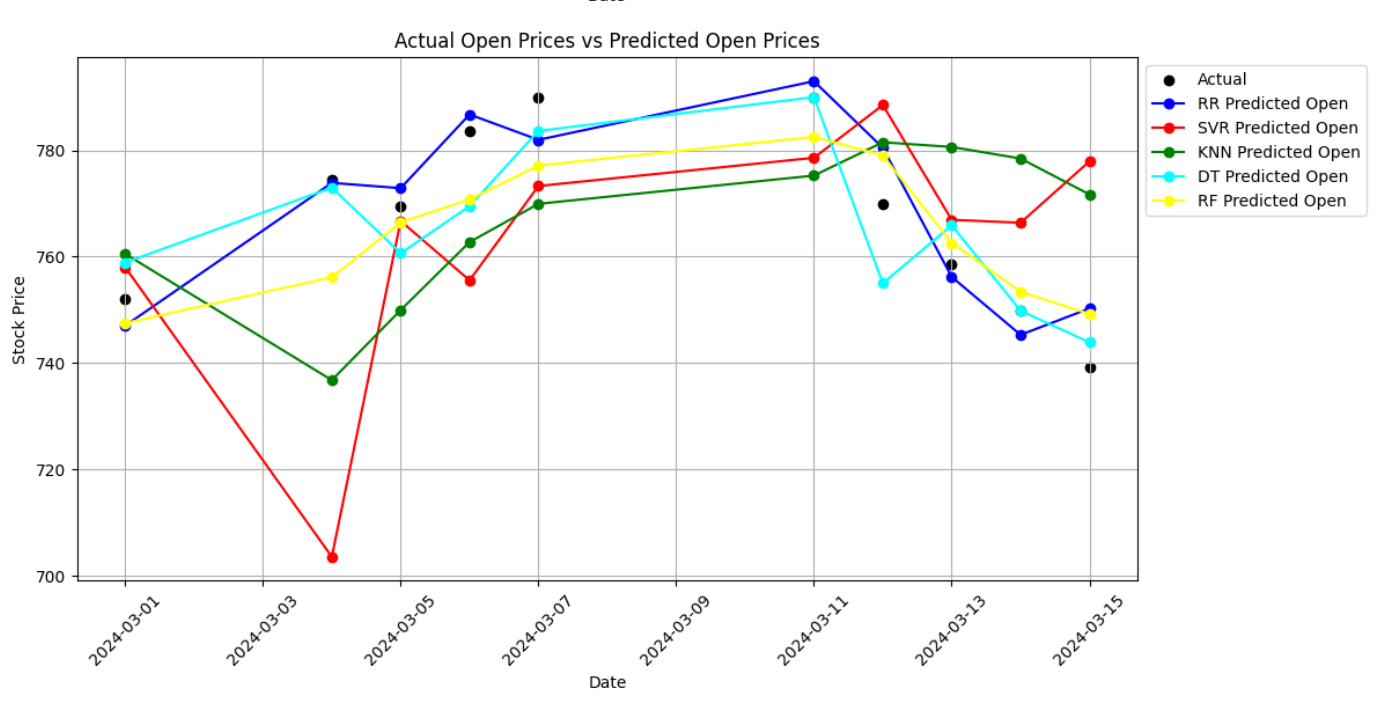 Date
Actual Open Prices vs Predicted Open Prices
Actual
RR Predicted Open
SVR Predicted Open
KNN Predicted Open
DT Predicted Open
RF Predicted Open
Stock Price
780
760
740
720
700
2024-03-01
2024-03-03
2024-03-05
2024-03-07
2024-03-09
2024-03-11
2024-03-13
2024-03-15
Date